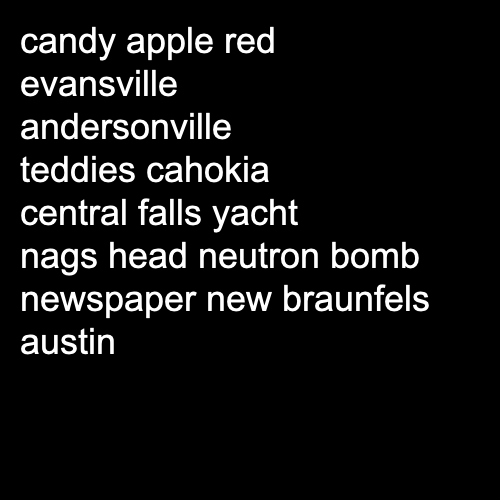 candy apple red
evansville
andersonville
teddies cahokia
central falls yacht
nags head neutron bomb
newspaper new braunfels
austin